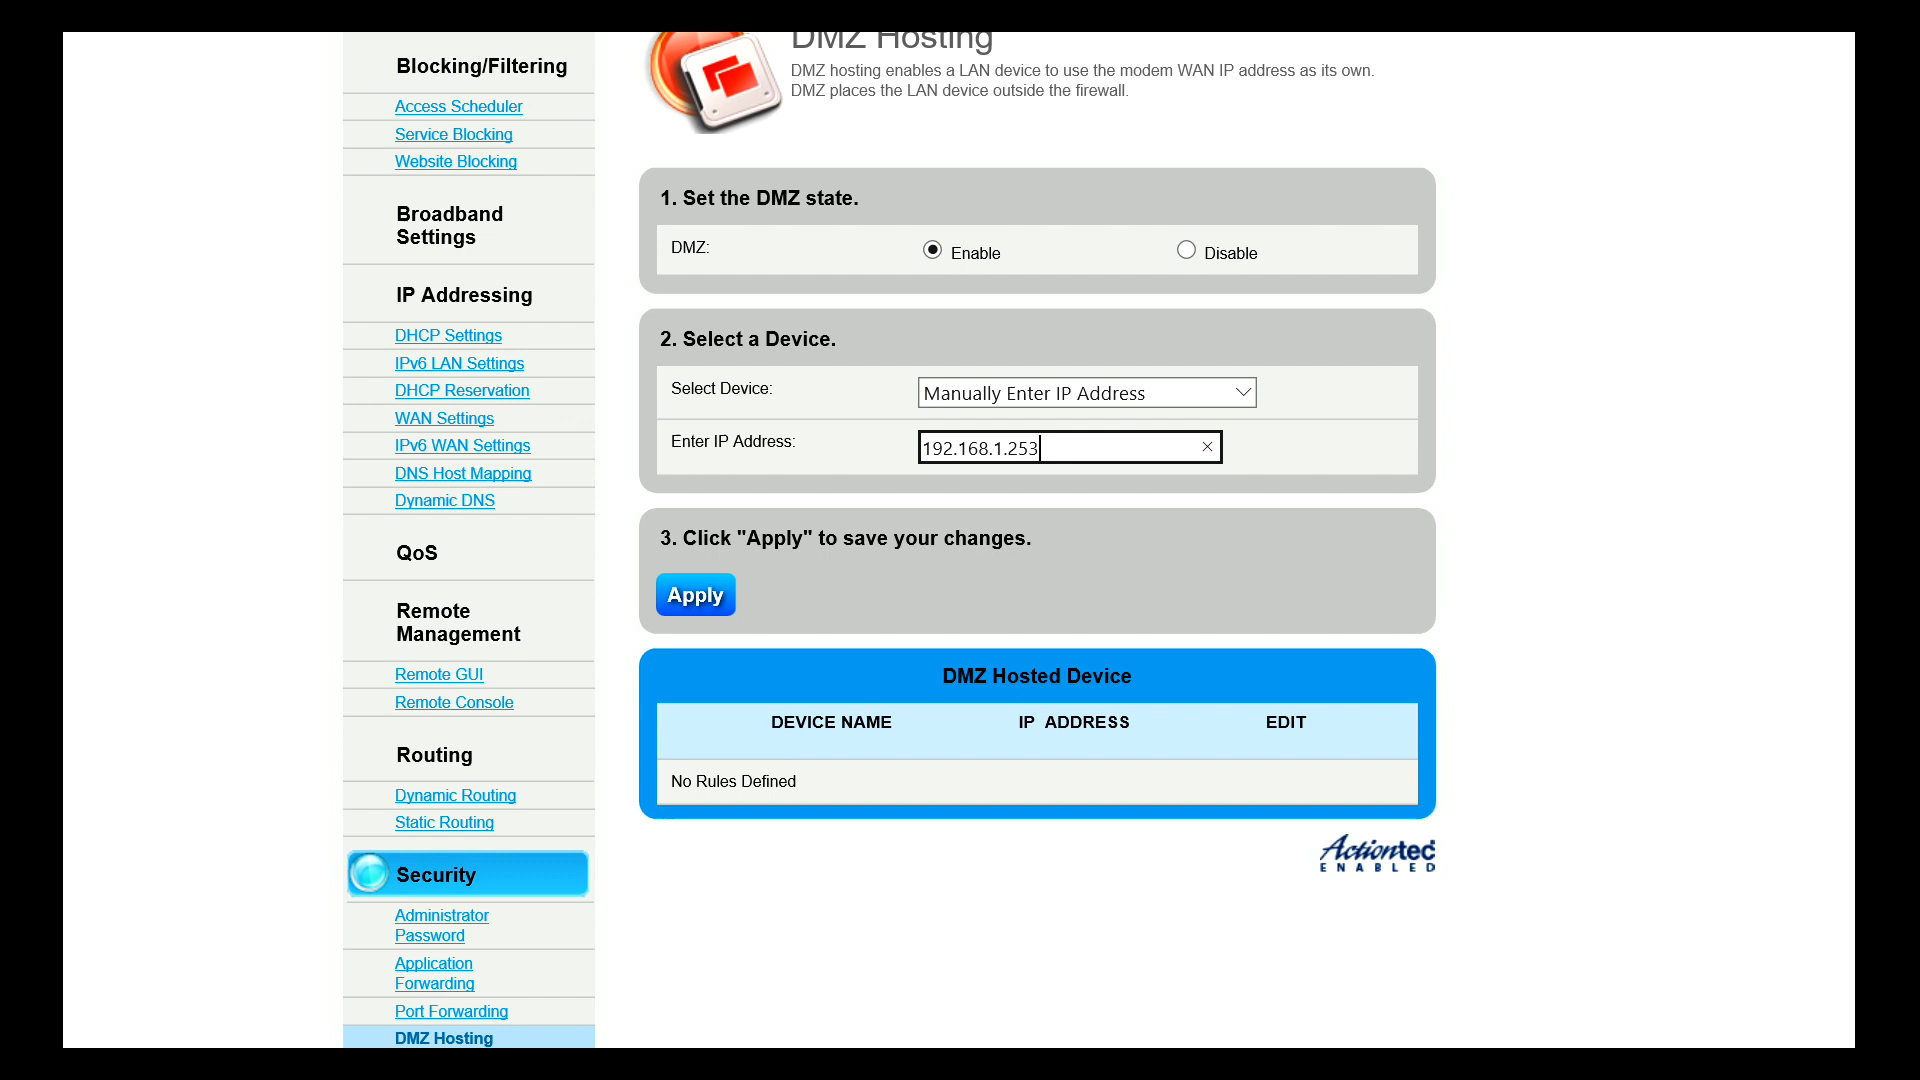 Blocking/Filtering
Access Scheduler
Service Blocking
Website Blocking
Broadband
Settings
IP Addressing
DHCP Settings
IPv6 LAN Settings
DHCP Reservation
WAN Settings
IPv6 WAN Settings
DNS Host Mapping
Dynamic DNS
QoS
Remote
Management
Remote GUI
Remote Console
Routing
Dynamic Routing
Static Routing
Security
Administrator
Password
Application
Forwarding
Port Forwarding
DMZ Hosting
DMZ Hosting
DMZ hosting enables a LAN device to use the modem WAN IP address as its own.
DMZ places the LAN device outside the firewall.
1. Set the DMZ state.
DMZ: Enable Disable
2. Select a Device.
Select Device: Manually Enter IP Address
Enter IP Address: 192.168.1.253
3. Click "Apply" to save your changes.
Apply
DMZ Hosted Device
DEVICE NAME IP ADDRESS EDIT
No Rules Defined
Actiontec
ENABLED